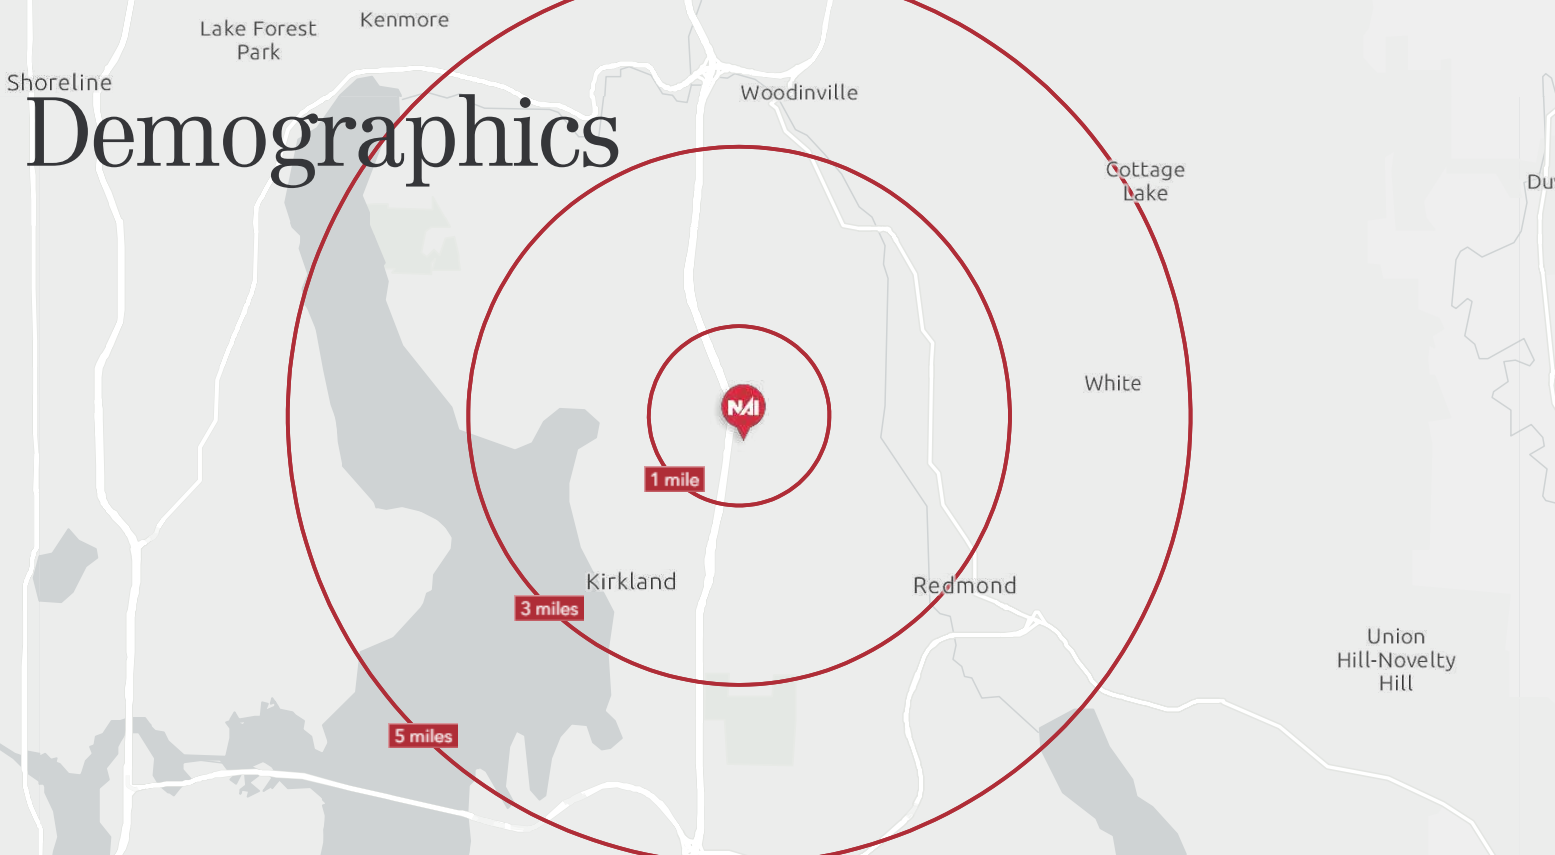 Kenmore
Lake Forest
Park
Shoreline
Demographics
Woodinville
Cottage
Lake
White
NAI
1 mile
Kirkland
Redmond
3 miles
Union
Hill-Novelty
Hill
5 miles